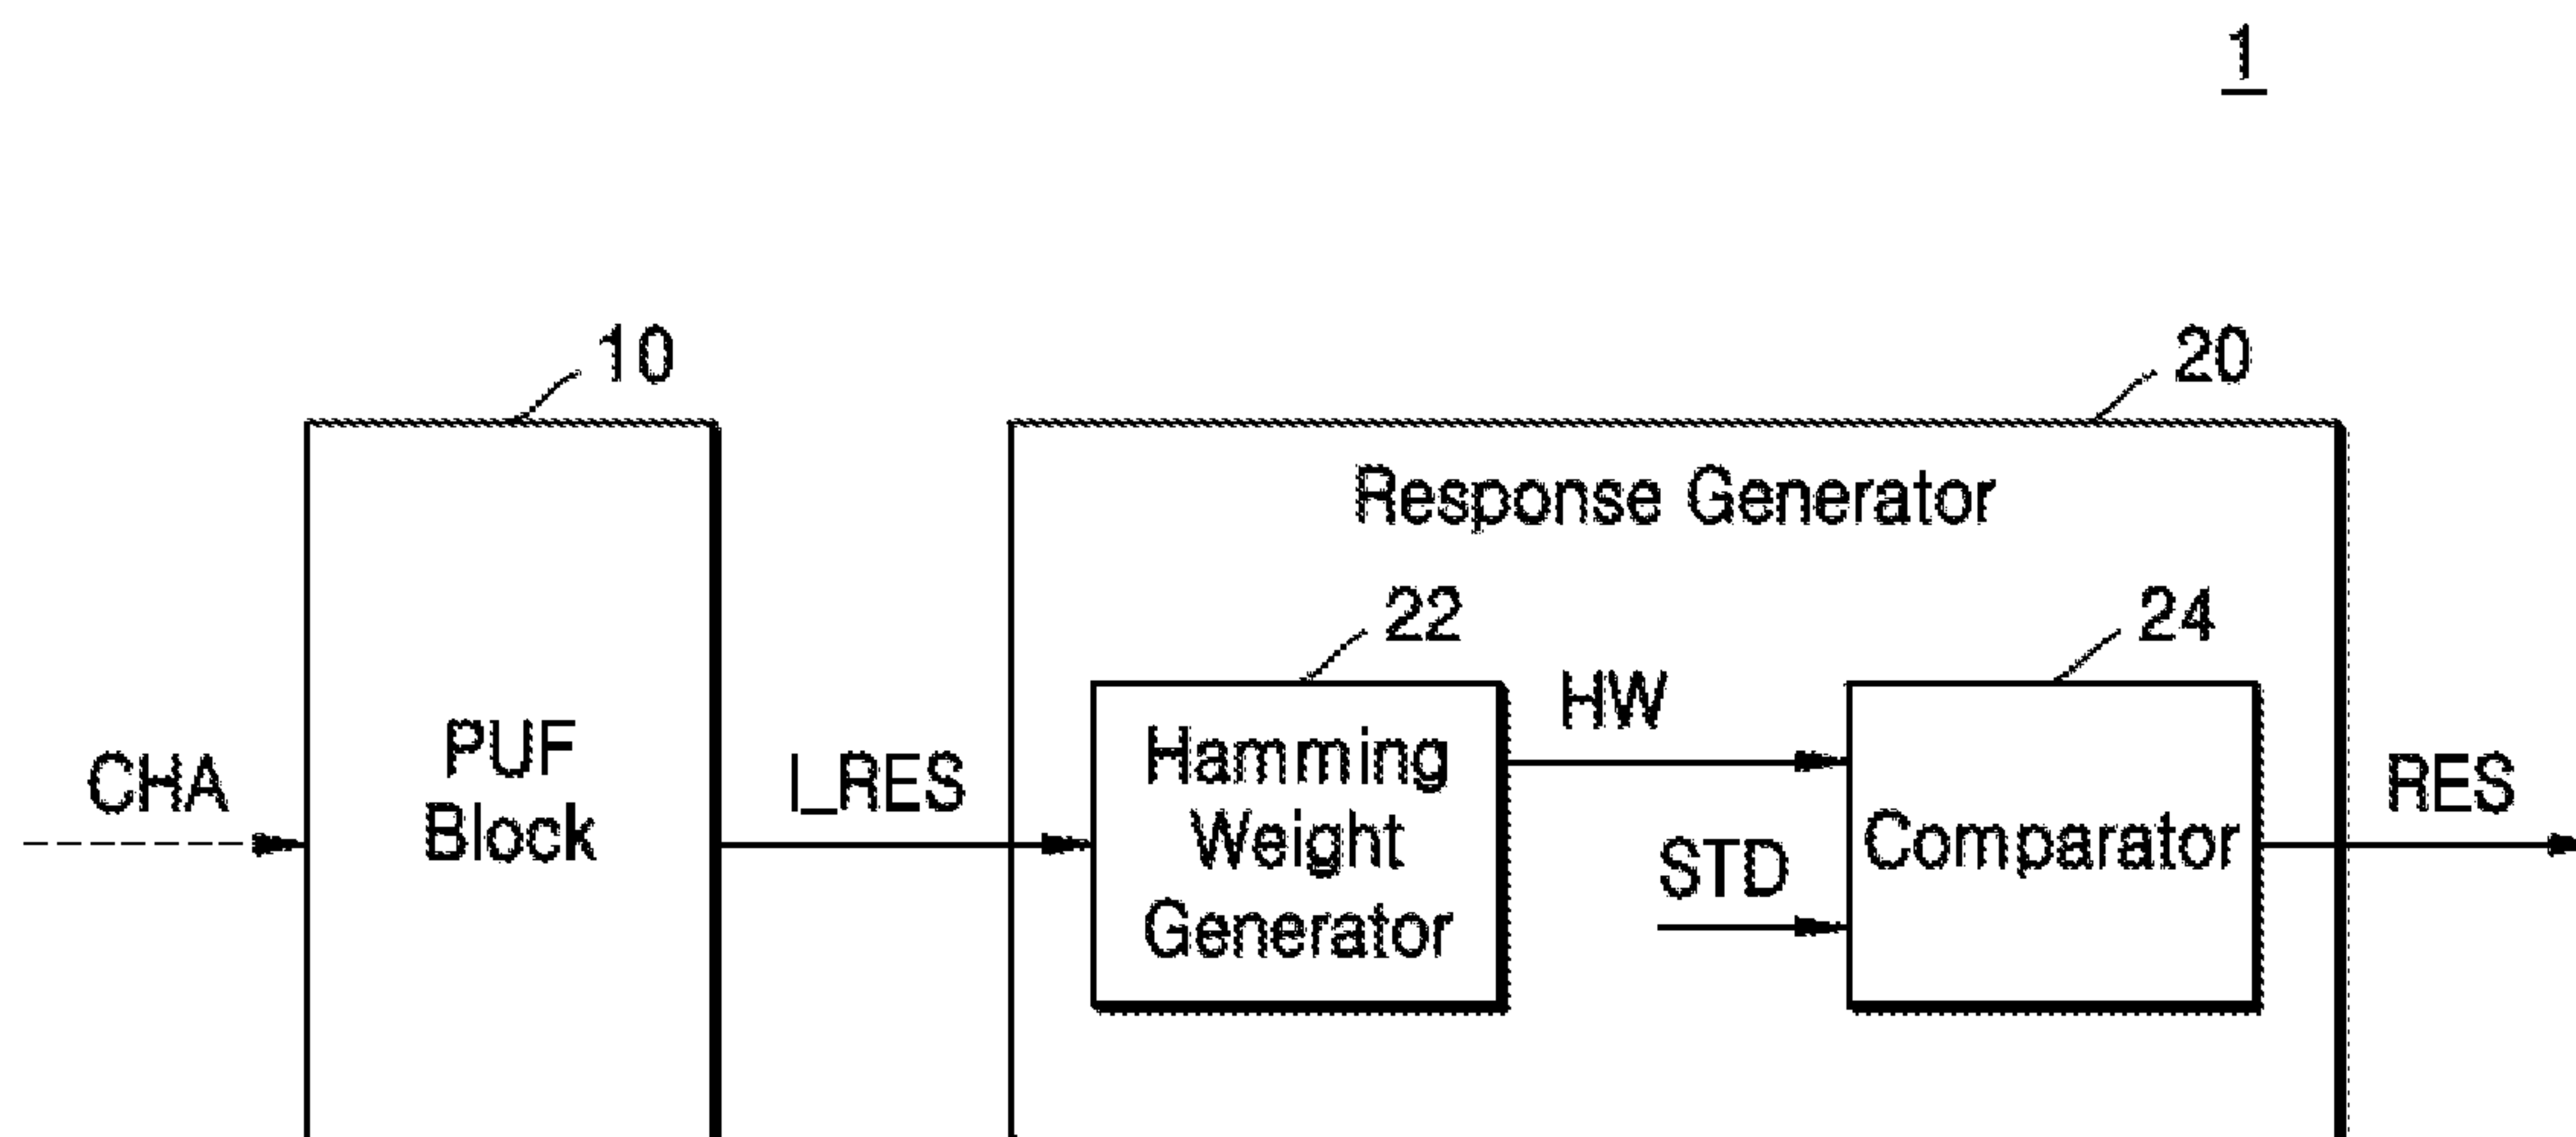 1
10
20
Response Generator
22
24
CHA
PUF
Block
I_RES
Hamming
Weight
Generator
HW
STD
Comparator
RES